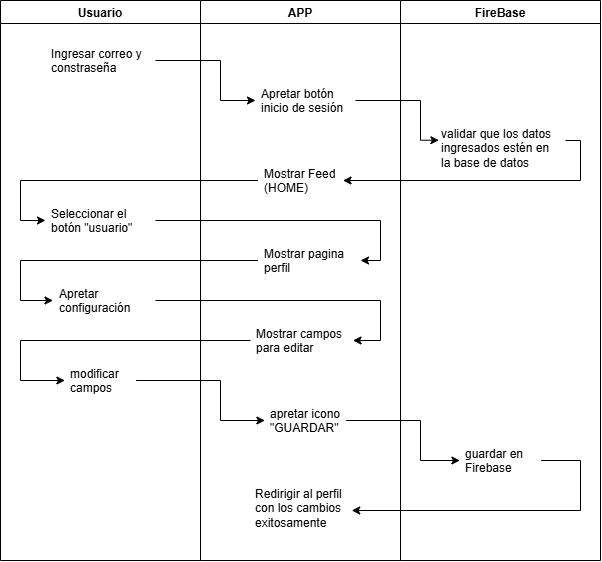 Usuario
APP
FireBase
Ingresar correo y
constraseña
Apretar botón
inicio de sesión
validar que los datos
ingresados estén en
la base de datos
Mostrar Feed
(HOME)
Seleccionar el
botón "usuario"
Mostrar pagina
perfil
Apretar
configuración
Mostrar campos
para editar
modificar
campos
apretar icono
"GUARDAR"
guardar en
Firebase
Redirigir al perfil
con los cambios
exitosamente